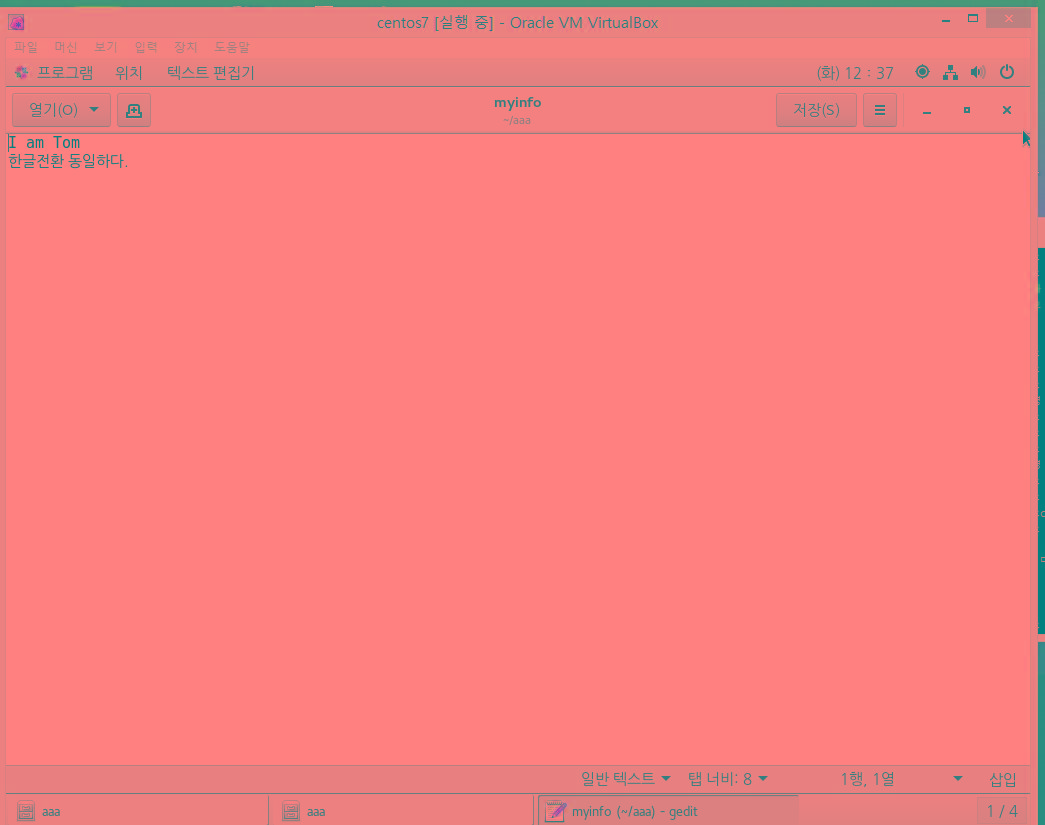 centos7 [실행 중] - Oracle VM VirtualBox
파일 머신 보기 입력 장치 도움말
프로그램 위치 텍스트 편집기 (화) 12 : 37
열기(O) myinfo 저장(S)
~/aaa
I am Tom
한글전환 동일하다.
일반 텍스트 탭 너비: 8 1행, 1열 삽입
aaa aaa myinfo (~/aaa) - gedit 1 / 4